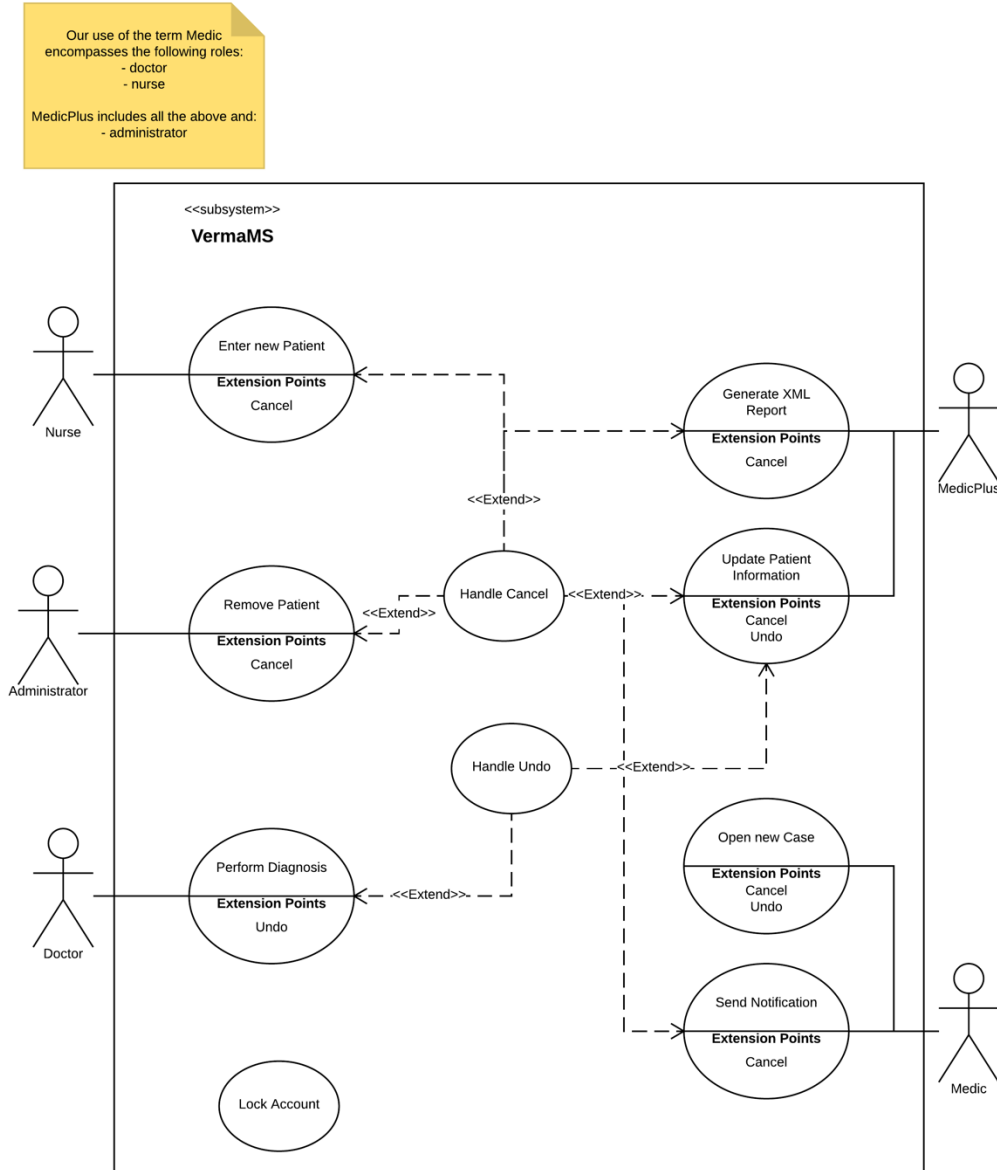 Our use of the term Medic
encompasses the following roles:
- doctor
- nurse
MedicPlus includes all the above and:
- administrator
<<subsystem>>
VermaMS
Enter new Patient
Extension Points
Cancel
Nurse
Generate XML
Report
Extension Points
Cancel
MedicPlus
<<Extend>>
Handle Cancel
<<Extend>>
<<Extend>>
Update Patient
Information
Extension Points
Cancel
Undo
Remove Patient
Extension Points
Cancel
Administrator
Handle Undo
<<Extend>>
Open new Case
Extension Points
Cancel
Undo
Perform Diagnosis
Extension Points
Undo
<<Extend>>
Doctor
Send Notification
Extension Points
Cancel
Medic
Lock Account